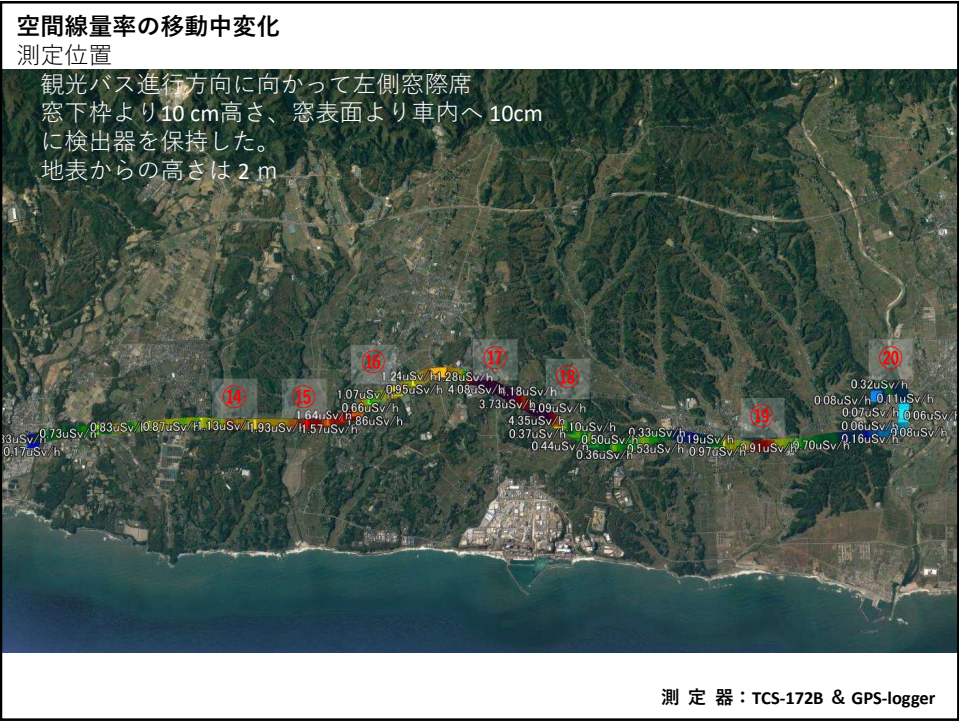 空間線量率の移動中変化
測定位置
観光バス進行方向に向かって左側窓際席
窓下枠より10 cm高さ、窓表面より車内へ 10cm
に検出器を保持した。
地表からの高さは 2 m
⑭
⑮
⑯
⑰
⑱
⑲
⑳
0.17uSv/h
0.73uSv/h
0.83uSv/h
0.87uSv/h
1.13uSv/h
1.64uSv/h
1.57uSv/h
1.86uSv/h
0.66uSv/h
1.07uSv/h
0.95uSv/h
1.24uSv/h
1.28uSv/h
4.08uSv/h
3.73uSv/h
4.35uSv/h
0.37uSv/h
0.44uSv/h
0.50uSv/h
0.36uSv/h
0.53uSv/h
0.33uSv/h
0.19uSv/h
0.97uSv/h
0.70uSv/h
0.16uSv/h
0.06uSv/h
0.07uSv/h
0.08uSv/h
0.32uSv/h
0.11uSv/h
0.06uSv/h
測 定 器：TCS-172B ＆ GPS-logger